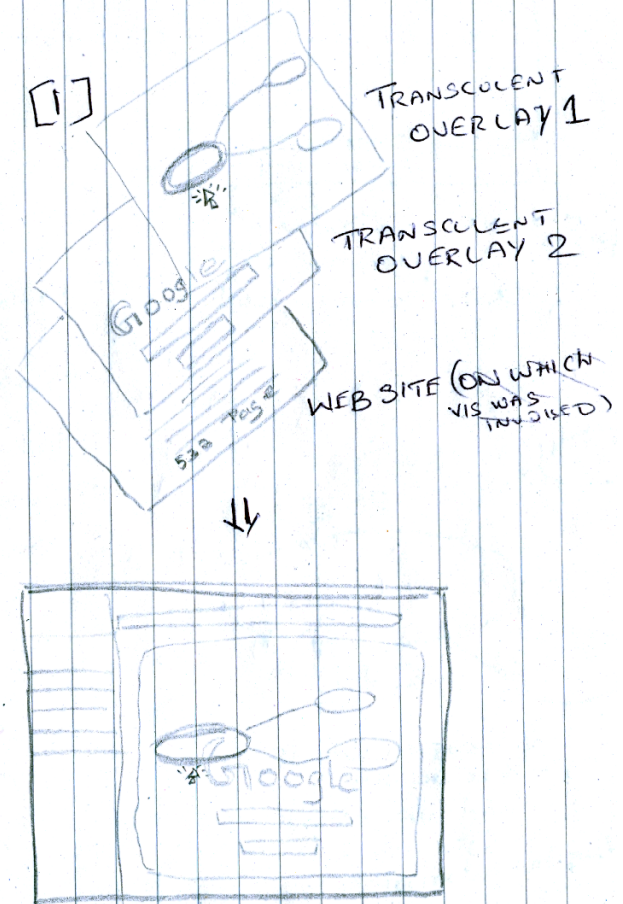 [1]
TRANSCULENT
OVERLAY 1
TRANSCULENT
OVERLAY 2
Google
WEB SITE (ON WHICH
VIS WAS
INVOKED)
Page
Google